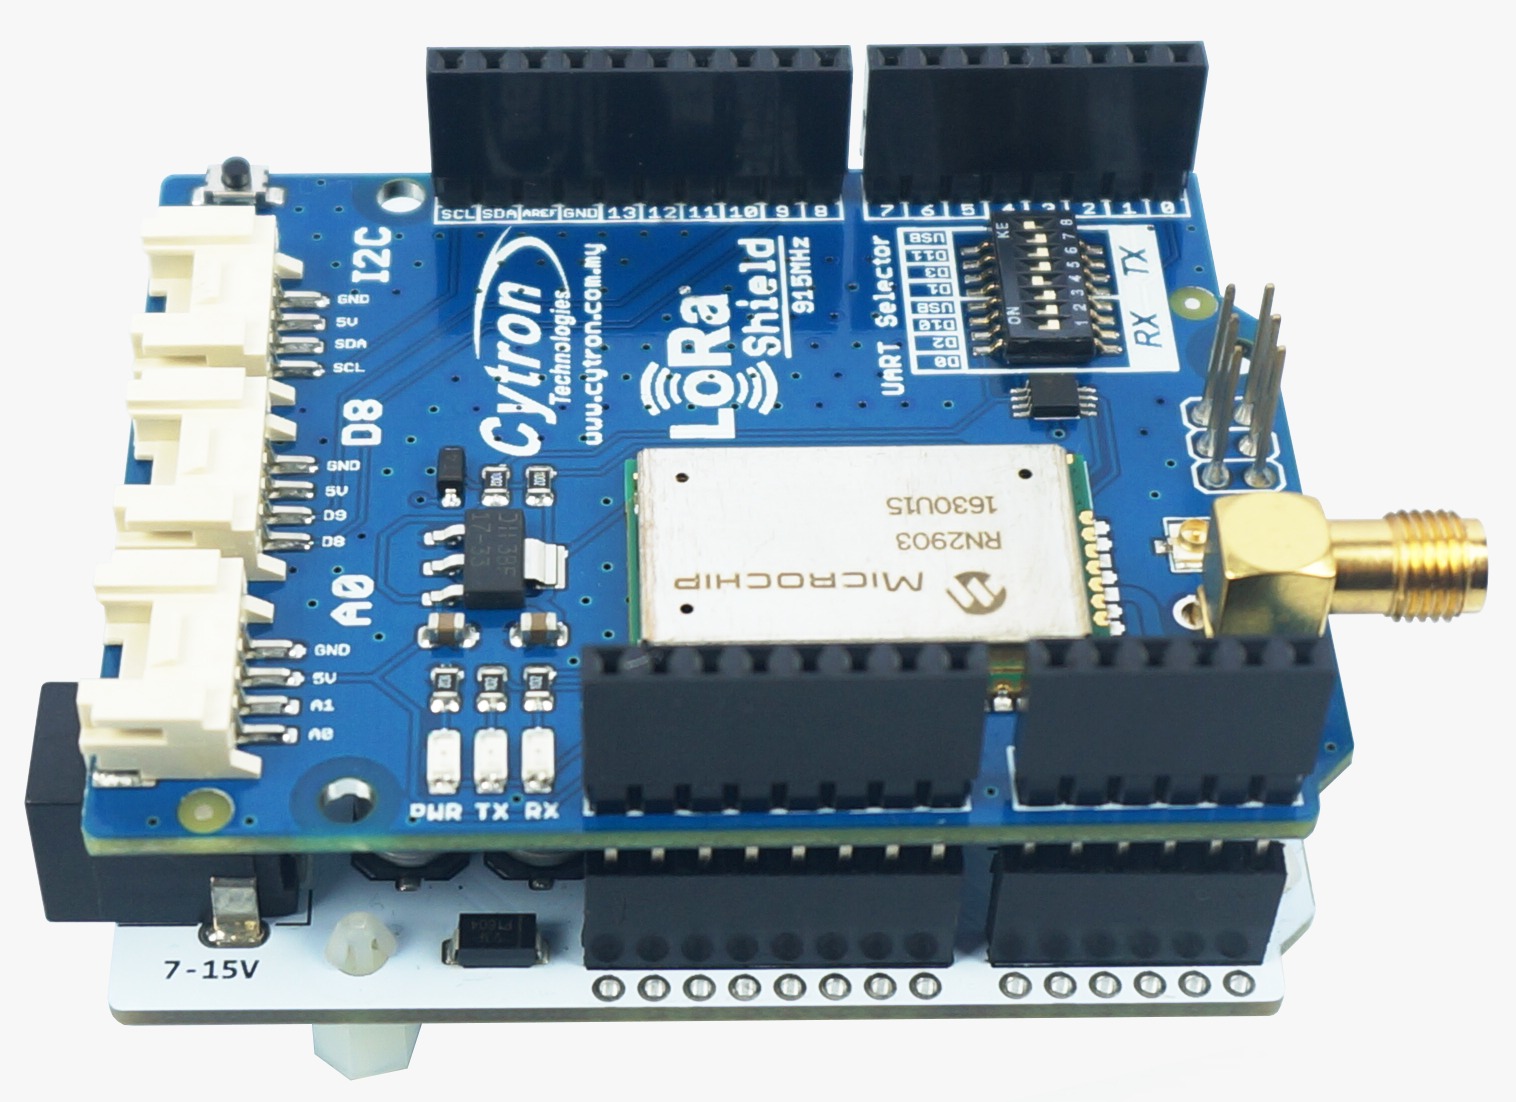 SCL SDA AREF GND 13 12 11 10 9 8
7 6 5 4 3 2 1 0
I2C
GND
5V
SDA
SCL
D8
GND
5V
D9
D8
A0
GND
5V
A1
A0
Cytron
Technologies
www.cytron.com.my
LoRa
Shield
915MHz
UART Selector
USB
D11
D3
D1
USB
D10
D2
D0
KE
ON
1 2 3 4 5 6 7 8
RX TX
MICROCHIP
RN2903
1630U15
17-33
PWR TX RX
7-15V